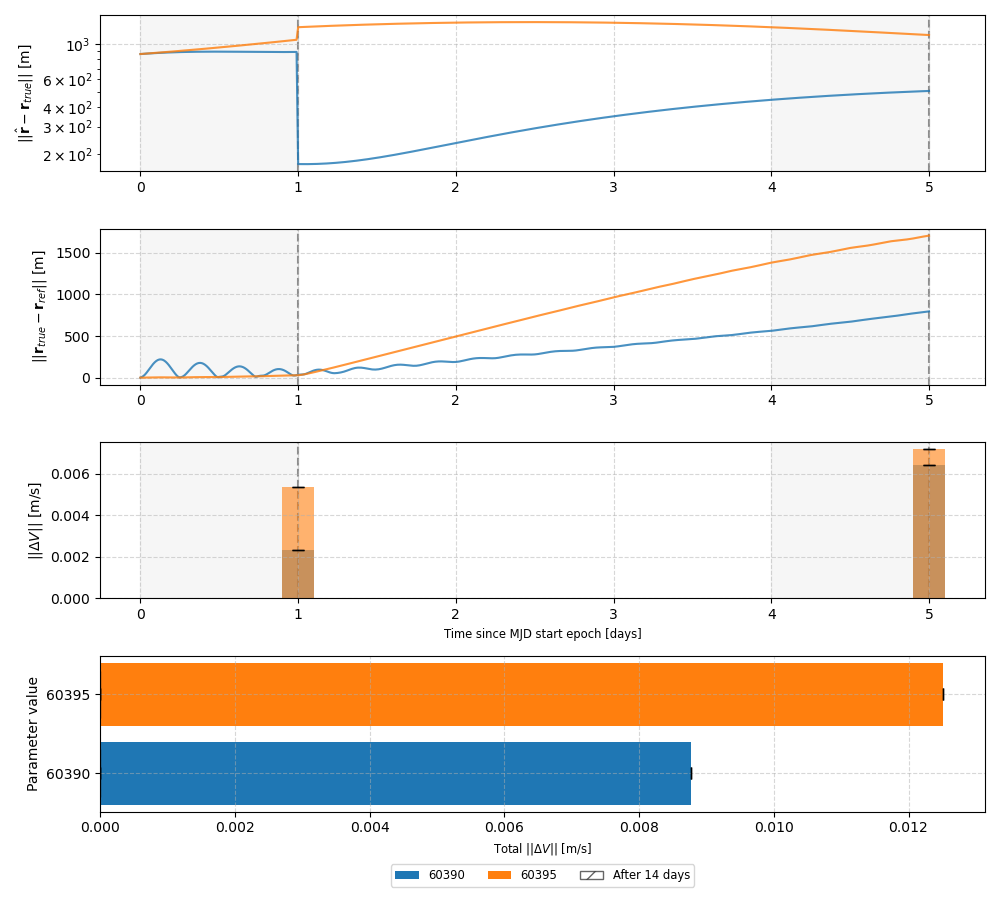 ||r̂ − r_true|| [m]
10³
6 × 10²
4 × 10²
3 × 10²
2 × 10²
0 1 2 3 4 5
||r_true − r_ref|| [m]
1500
1000
500
0
0 1 2 3 4 5
||ΔV|| [m/s]
0.006
0.004
0.002
0.000
0 1 2 3 4 5
Time since MJD start epoch [days]
Parameter value
60395
60390
0.000 0.002 0.004 0.006 0.008 0.010 0.012
Total ||ΔV|| [m/s]
60390 60395 After 14 days